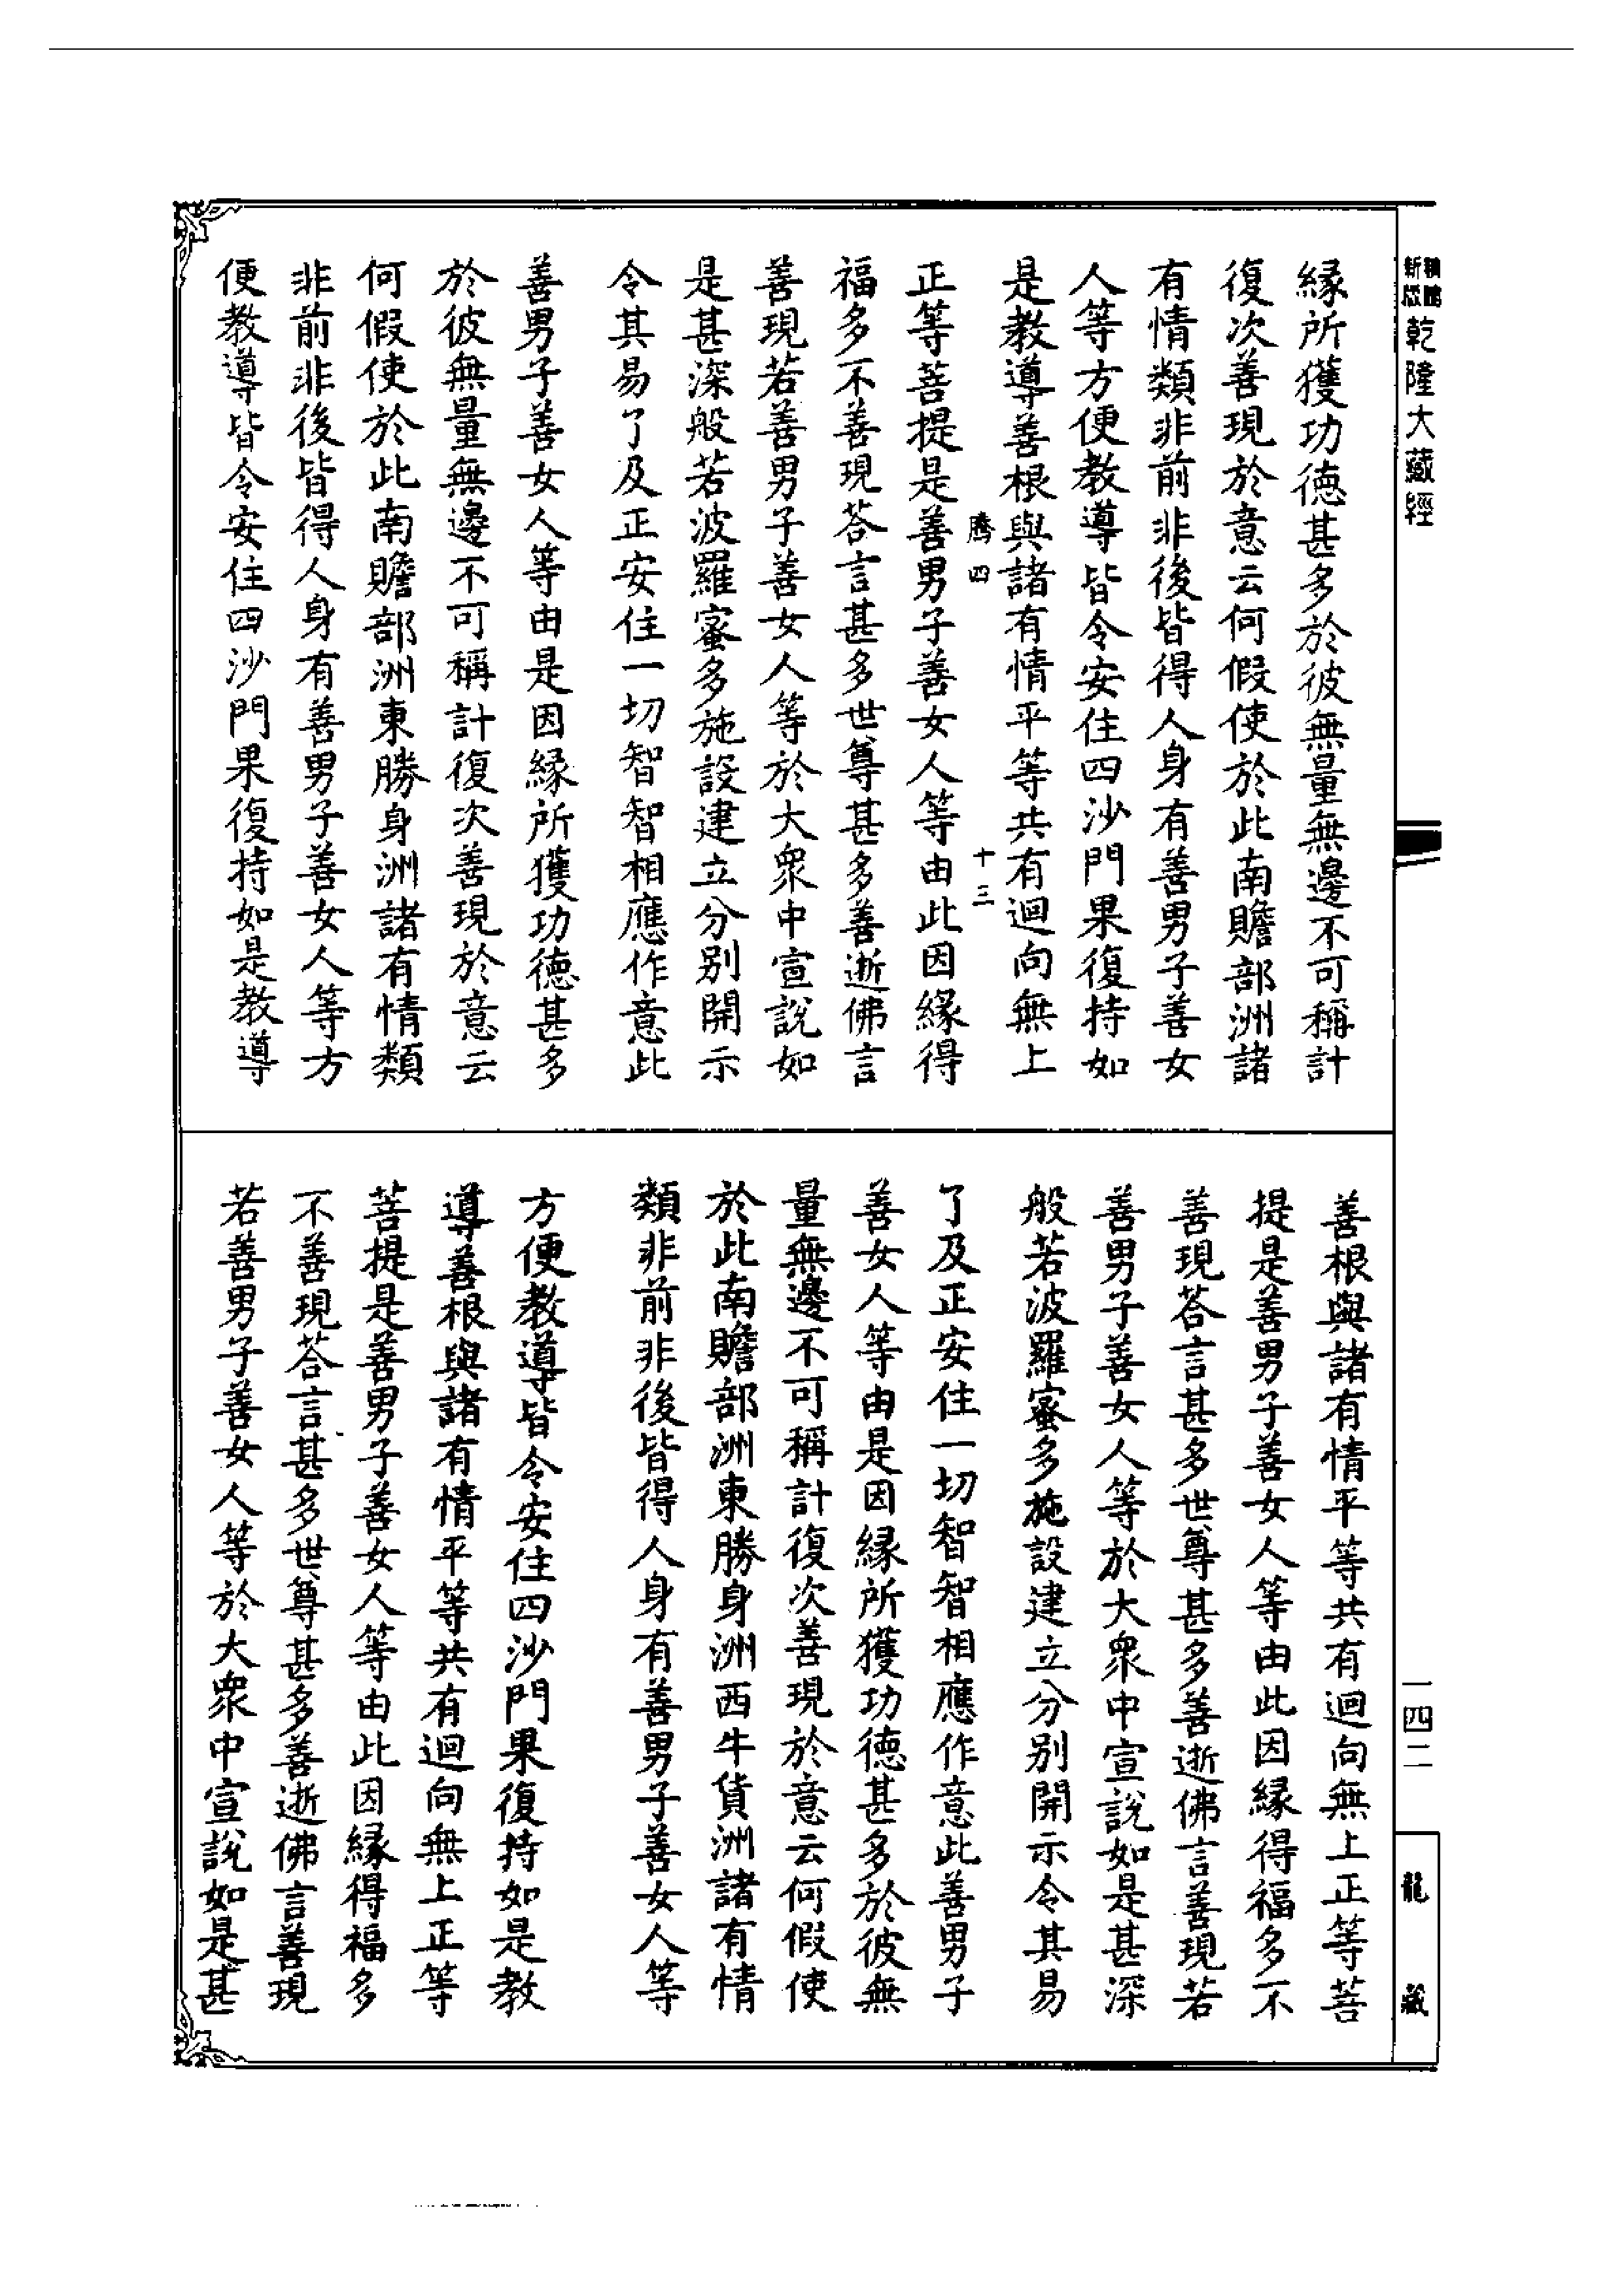 新版
乾隆大藏經
一四二
龍藏
緣所獲功德甚多於彼無量無邊不可稱計
復次善現於意云何假使於此南贍部洲諸
有情類非前非後皆得人身有善男子善女
人等方便教導皆令安住四沙門果復持如
是教導善根與諸有情平等共有迴向無上
四 十三
正等菩提是善男子善女人等由此因緣得
福多不善現荅言甚多世尊甚多善逝佛言
善現若善男子善女人等於大衆中宣說如
是甚深般若波羅蜜多施設建立分別開示
令其易了及正安住一切智智相應作意此
善男子善女人等由是因緣所獲功德甚多
於彼無量無邊不可稱計復次善現於意云
何假使於此南贍部洲東勝身洲諸有情類
非前非後皆得人身有善男子善女人等方
便教導皆令安住四沙門果復持如是教導
善根與諸有情平等共有迴向無上正等菩
提是善男子善女人等由此因緣得福多不
善現荅言甚多世尊甚多善逝佛言善現若
善男子善女人等於大衆中宣說如是甚深
般若波羅蜜多施設建立分別開示令其易
了及正安住一切智智相應作意此善男子
善女人等由是因緣所獲功德甚多於彼無
量無邊不可稱計復次善現於意云何假使
於此南贍部洲東勝身洲西牛貨洲諸有情
類非前非後皆得人身有善男子善女人等
方便教導皆令安住四沙門果復持如是教
導善根與諸有情平等共有迴向無上正等
菩提是善男子善女人等由此因緣得福多
不善現荅言甚多世尊甚多善逝佛言善現
若善男子善女人等於大衆中宣說如是甚